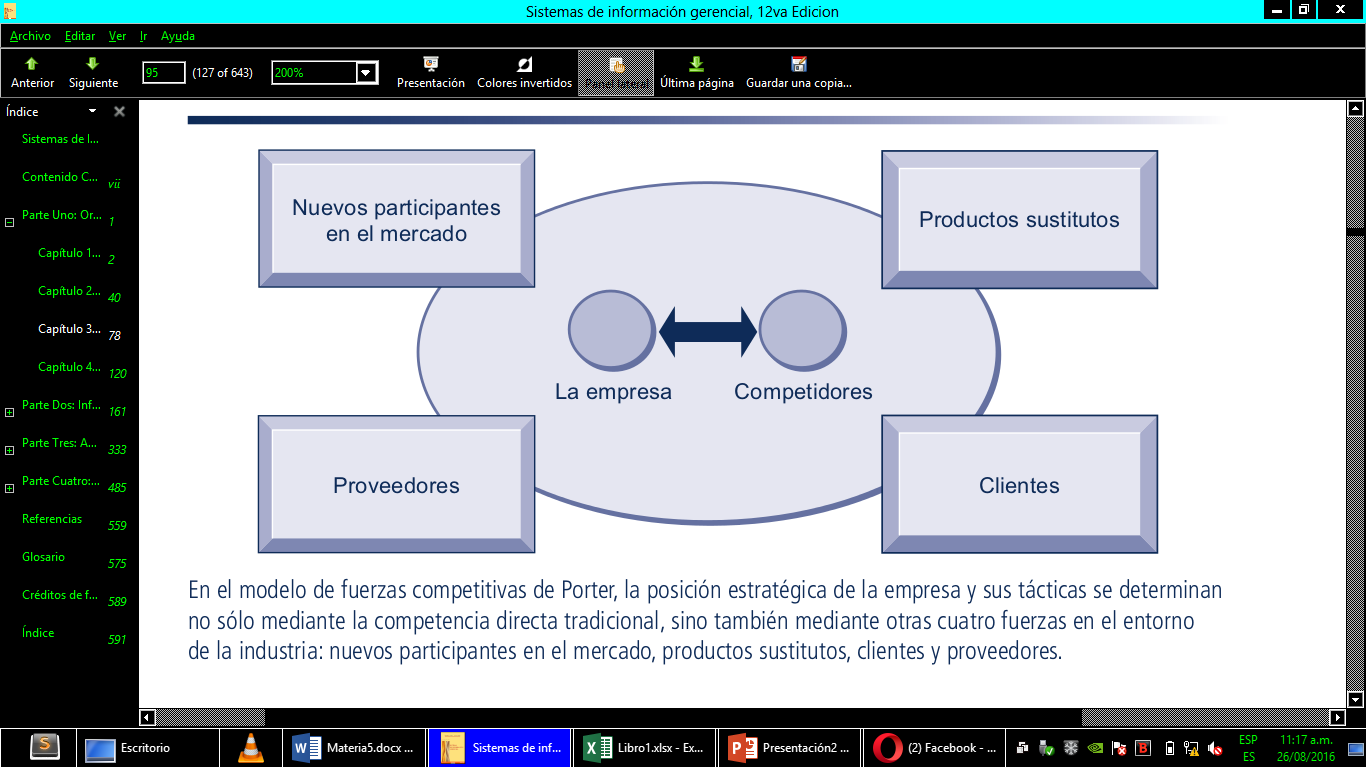 Sistemas de información gerencial, 12va Edicion
Archivo Editar Ver Ir Ayuda
Anterior Siguiente 95 (127 of 643) 200% Presentación Colores invertidos Panel lateral Última página Guardar una copia...
Índice
Sistemas de I...
Contenido C... vii
Parte Uno: Or... 1
Capítulo 1... 2
Capítulo 2... 40
Capítulo 3... 78
Capítulo 4... 120
Parte Dos: Inf... 161
Parte Tres: A... 333
Parte Cuatro:... 485
Referencias 559
Glosario 575
Créditos de f... 589
Índice 591
Nuevos participantes
en el mercado
Productos sustitutos
La empresa
Competidores
Proveedores
Clientes
En el modelo de fuerzas competitivas de Porter, la posición estratégica de la empresa y sus tácticas se determinan
no sólo mediante la competencia directa tradicional, sino también mediante otras cuatro fuerzas en el entorno
de la industria: nuevos participantes en el mercado, productos sustitutos, clientes y proveedores.
Escritorio
Materia5.docx ...
Sistemas de inf...
Libro1.xlsx - Ex...
Presentación2 ...
(2) Facebook - ...
ESP
ES
11:17 a.m.
26/08/2016